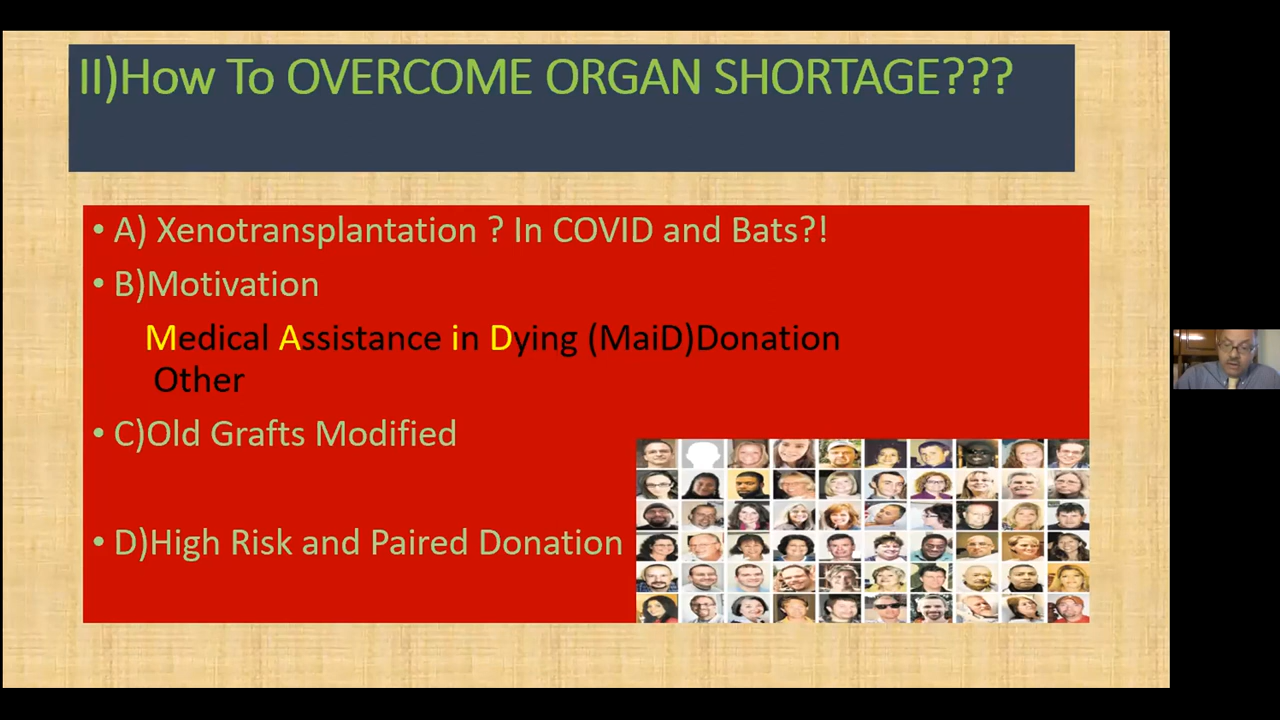 II)How To OVERCOME ORGAN SHORTAGE???
• A) Xenotransplantation ? In COVID and Bats?!
• B)Motivation
Medical Assistance in Dying (MaiD)Donation
Other
• C)Old Grafts Modified
• D)High Risk and Paired Donation